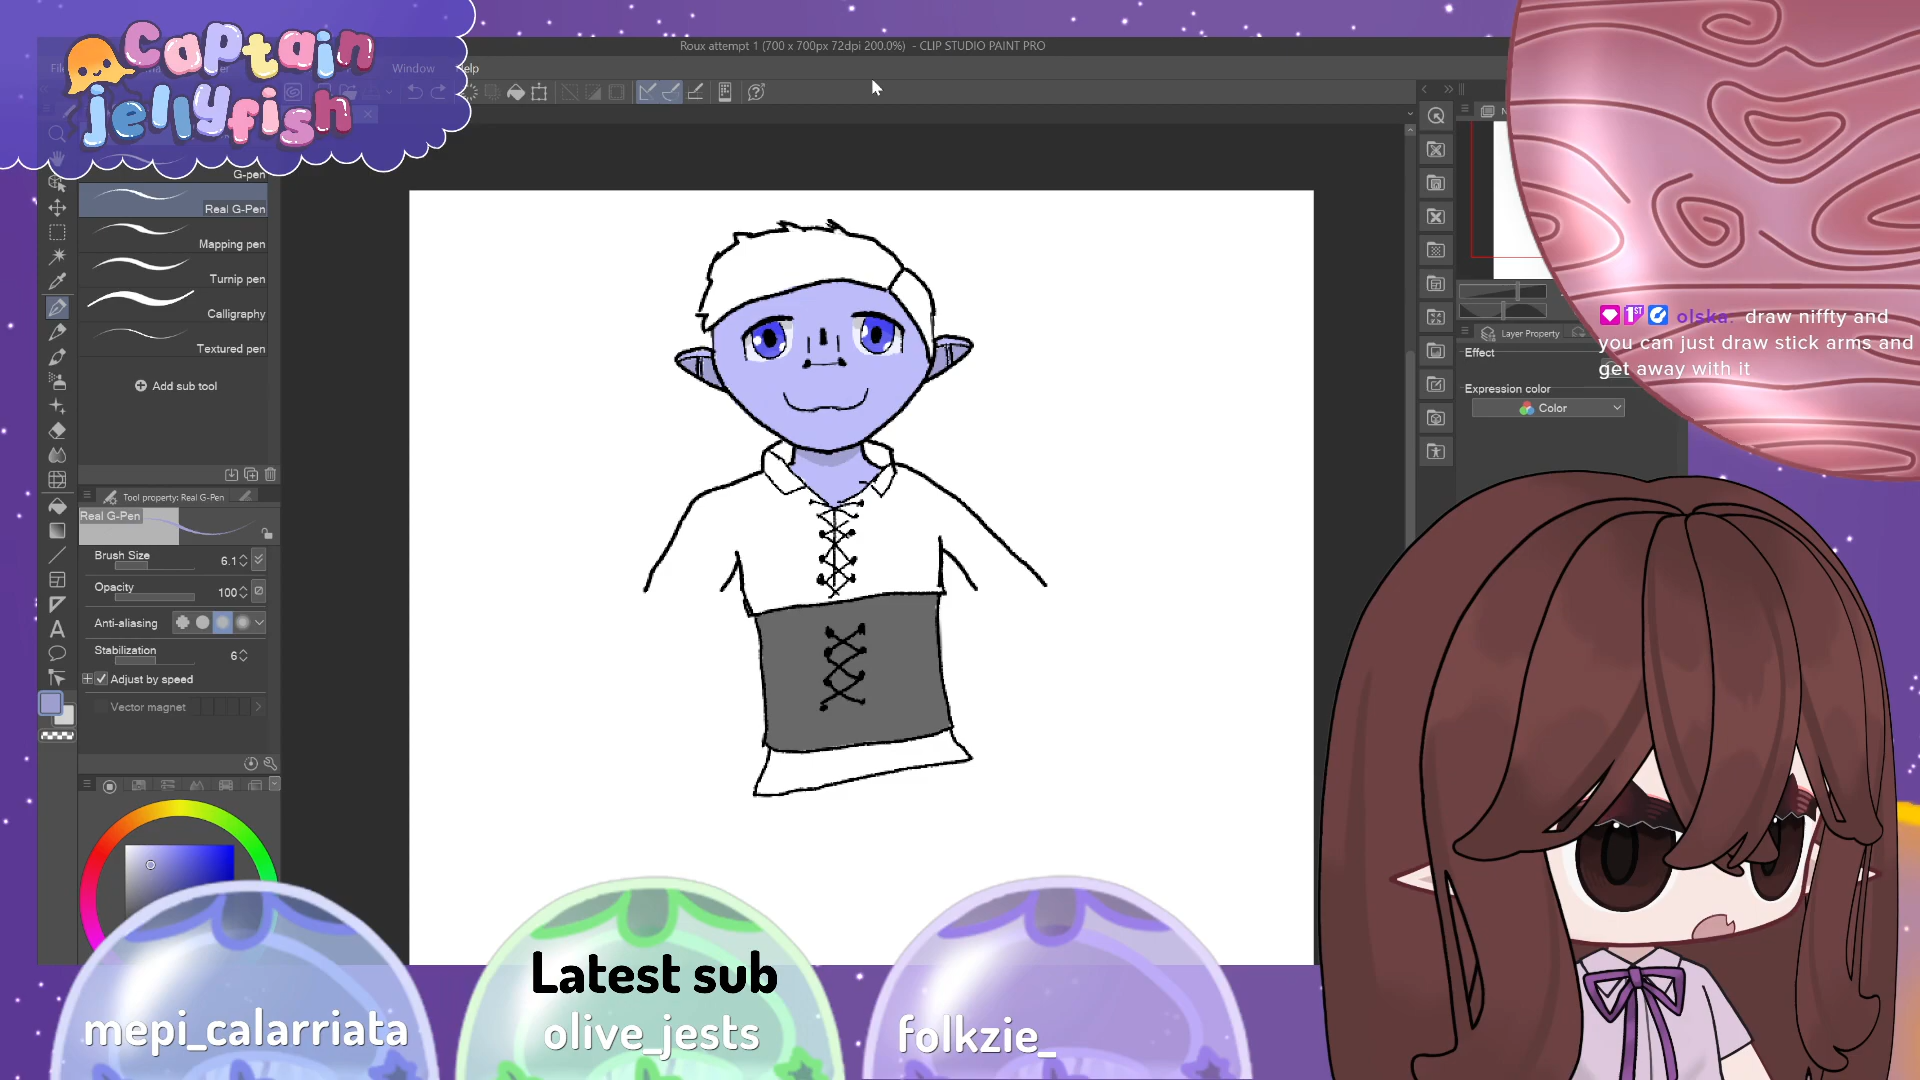 Captain
jellyfish
Roux attempt 1 (700 x 700px 72dpi 200.0%) - CLIP STUDIO PAINT PRO
Window
Help
G-pen
Real G-Pen
Mapping pen
Turnip pen
Calligraphy
Textured pen
Add sub tool
Tool property: Real G-Pen
Real G-Pen
Brush Size
6.1
Opacity
100
Anti-aliasing
Stabilization
6
Adjust by speed
Vector magnet
Layer Property
Effect
Expression color
Color
1ST
olska. draw niffty and
you can just draw stick arms and
get away with it
mepi_calarriata
Latest sub
olive_jests
folkzie_